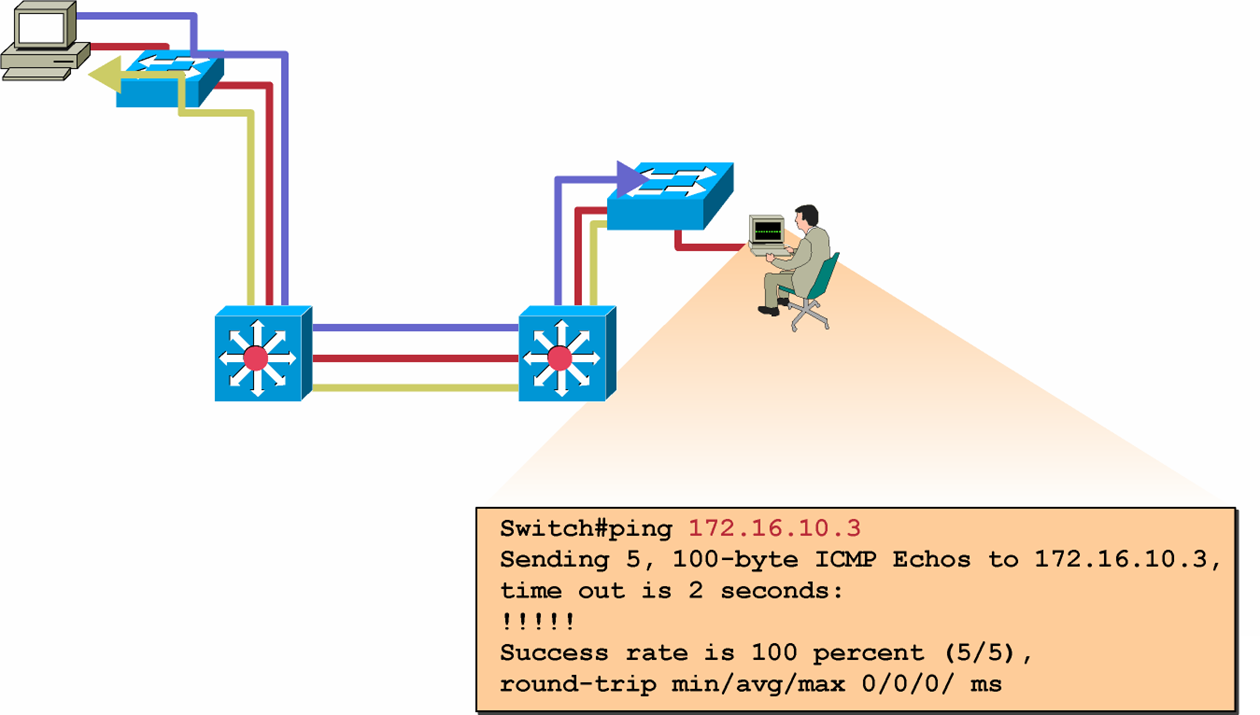 Switch#ping 172.16.10.3
Sending 5, 100-byte ICMP Echos to 172.16.10.3,
time out is 2 seconds:
!!!!!
Success rate is 100 percent (5/5),
round-trip min/avg/max 0/0/0/ ms